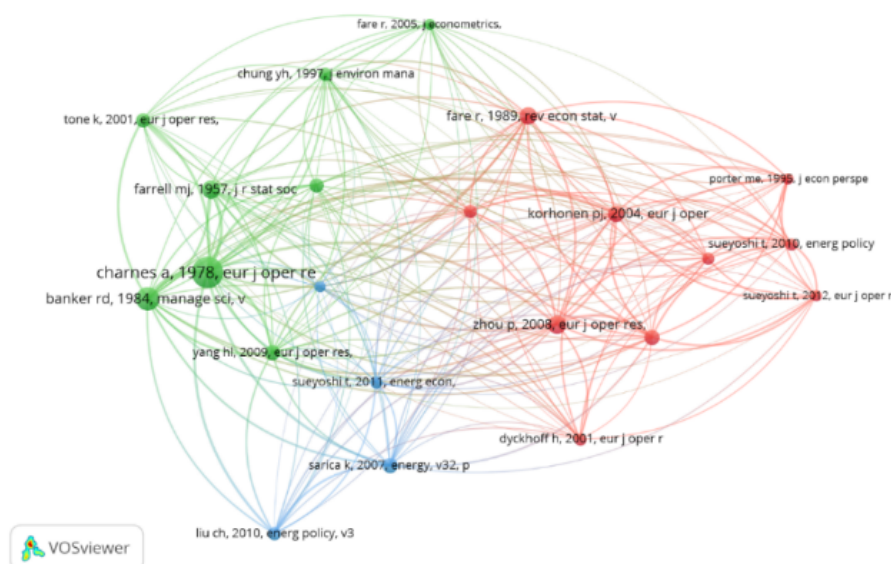 fare r, 2005, j econometrics,
chung yh, 1997, j environ mana
fare r, 1989, rev econ stat, v
tone k, 2001, eur j oper res,
porter me, 1995, j econ perspe
farrell mj, 1957, j r stat soc
korhonen pj, 2004, eur j oper
sueyoshi t, 2010, energ policy
charnes a, 1978, eur j oper re
banker rd, 1984, manage sci, v
sueyoshi t, 2012, eur j oper r
zhou p, 2008, eur j oper res,
yang hl, 2009, eur j oper res,
sueyoshi t, 2011, energ econ,
dyckhoff h, 2001, eur j oper r
sarica k, 2007, energy, v32, p
liu ch, 2010, energ policy, v3
VOSviewer